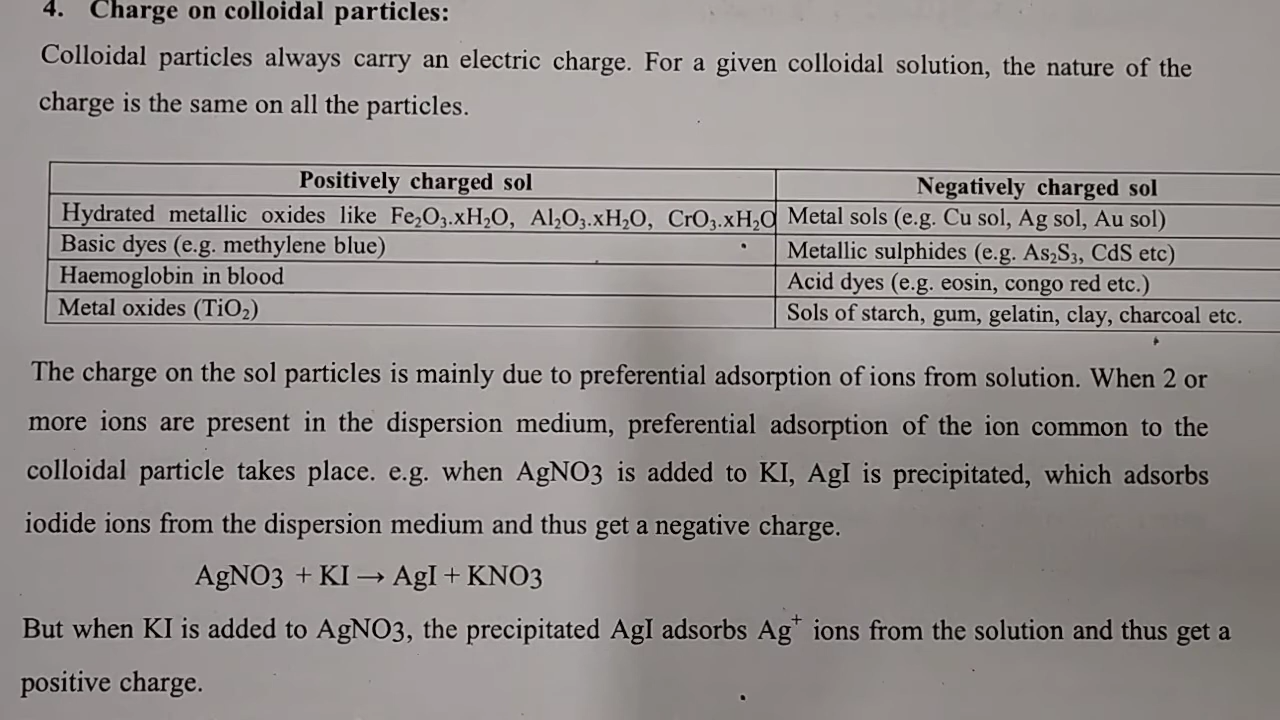 4. Charge on colloidal particles:
Colloidal particles always carry an electric charge. For a given colloidal solution, the nature of the
charge is the same on all the particles.
Positively charged sol Negatively charged sol
Hydrated metallic oxides like Fe₂O₃.xH₂O, Al₂O₃.xH₂O, CrO₃.xH₂O Metal sols (e.g. Cu sol, Ag sol, Au sol)
Basic dyes (e.g. methylene blue) Metallic sulphides (e.g. As₂S₃, CdS etc)
Haemoglobin in blood Acid dyes (e.g. eosin, congo red etc.)
Metal oxides (TiO₂) Sols of starch, gum, gelatin, clay, charcoal etc.
The charge on the sol particles is mainly due to preferential adsorption of ions from solution. When 2 or
more ions are present in the dispersion medium, preferential adsorption of the ion common to the
colloidal particle takes place. e.g. when AgNO3 is added to KI, AgI is precipitated, which adsorbs
iodide ions from the dispersion medium and thus get a negative charge.
AgNO3 + KI → AgI + KNO3
But when KI is added to AgNO3, the precipitated AgI adsorbs Ag⁺ ions from the solution and thus get a
positive charge.